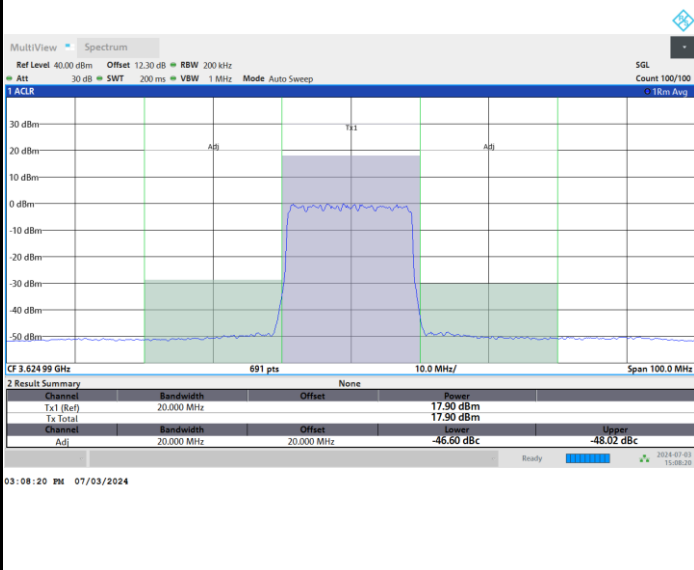 MultiView Spectrum
Ref Level 40.00 dBm Offset 12.30 dB RBW 200 kHz SGL
Att 30 dB SWT 200 ms VBW 1 MHz Mode Auto Sweep Count 100/100
1 ACLR 1Rm Avg
Tx1
30 dBm
Adj Adj
20 dBm
10 dBm
0 dBm
-10 dBm
-20 dBm
-30 dBm
-40 dBm
-50 dBm
CF 3.624 99 GHz 691 pts 10.0 MHz/ Span 100.0 MHz
2 Result Summary None
Channel Bandwidth Offset Power
Tx1 (Ref) 20.000 MHz 17.90 dBm
Tx Total 17.90 dBm
Channel Bandwidth Offset Lower Upper
Adj 20.000 MHz 20.000 MHz -46.60 dBc -48.02 dBc
Ready 2024-07-03
15:08:20
03:08:20 PM 07/03/2024